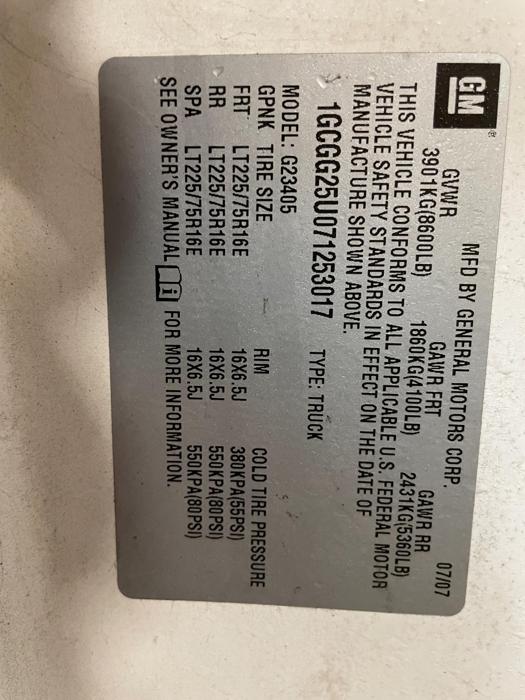 GM ®
MFD BY GENERAL MOTORS CORP. 07/07
GVWR GAWR FRT GAWR RR
3901KG(8600LB) 1860KG(4100LB) 2431KG(5360LB)
THIS VEHICLE CONFORMS TO ALL APPLICABLE U.S. FEDERAL MOTOR
VEHICLE SAFETY STANDARDS IN EFFECT ON THE DATE OF
MANUFACTURE SHOWN ABOVE.
1GCGG25U071253017 TYPE: TRUCK
MODEL: G23405
GPNK TIRE SIZE RIM COLD TIRE PRESSURE
FRT LT225/75R16E 16X6.5J 380KPA(55PSI)
RR LT225/75R16E 16X6.5J 550KPA(80PSI)
SPA LT225/75R16E 16X6.5J 550KPA(80PSI)
SEE OWNER'S MANUAL i FOR MORE INFORMATION.